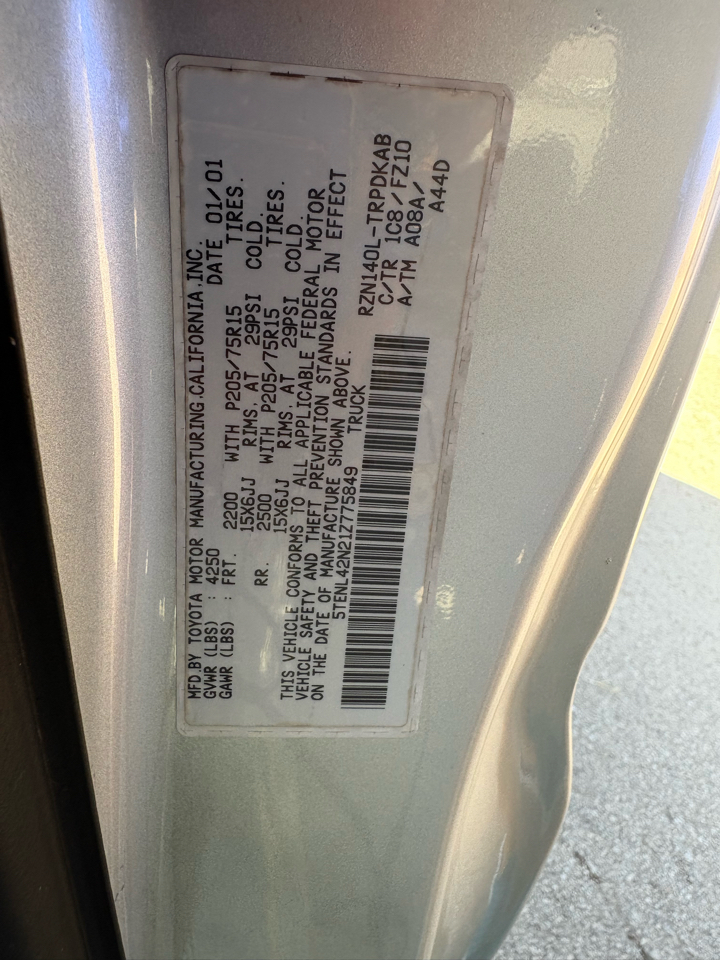 MFD.BY TOYOTA MOTOR MANUFACTURING.CALIFORNIA.INC.
GVWR (LBS) : 4250 DATE 01/01
GAWR (LBS) : FRT. 2200 WITH P205/75R15 TIRES.
15X6JJ RIMS, AT 29PSI COLD.
RR. 2500 WITH P205/75R15 TIRES.
15X6JJ RIMS, AT 29PSI COLD.
THIS VEHICLE CONFORMS TO ALL APPLICABLE FEDERAL MOTOR
VEHICLE SAFETY AND THEFT PREVENTION STANDARDS IN EFFECT
ON THE DATE OF MANUFACTURE SHOWN ABOVE.
5TENL42N21Z775849 TRUCK
RZN140L-TRPDKAB
C/TR 1C8/FZ10
A/TM A08A/
A44D